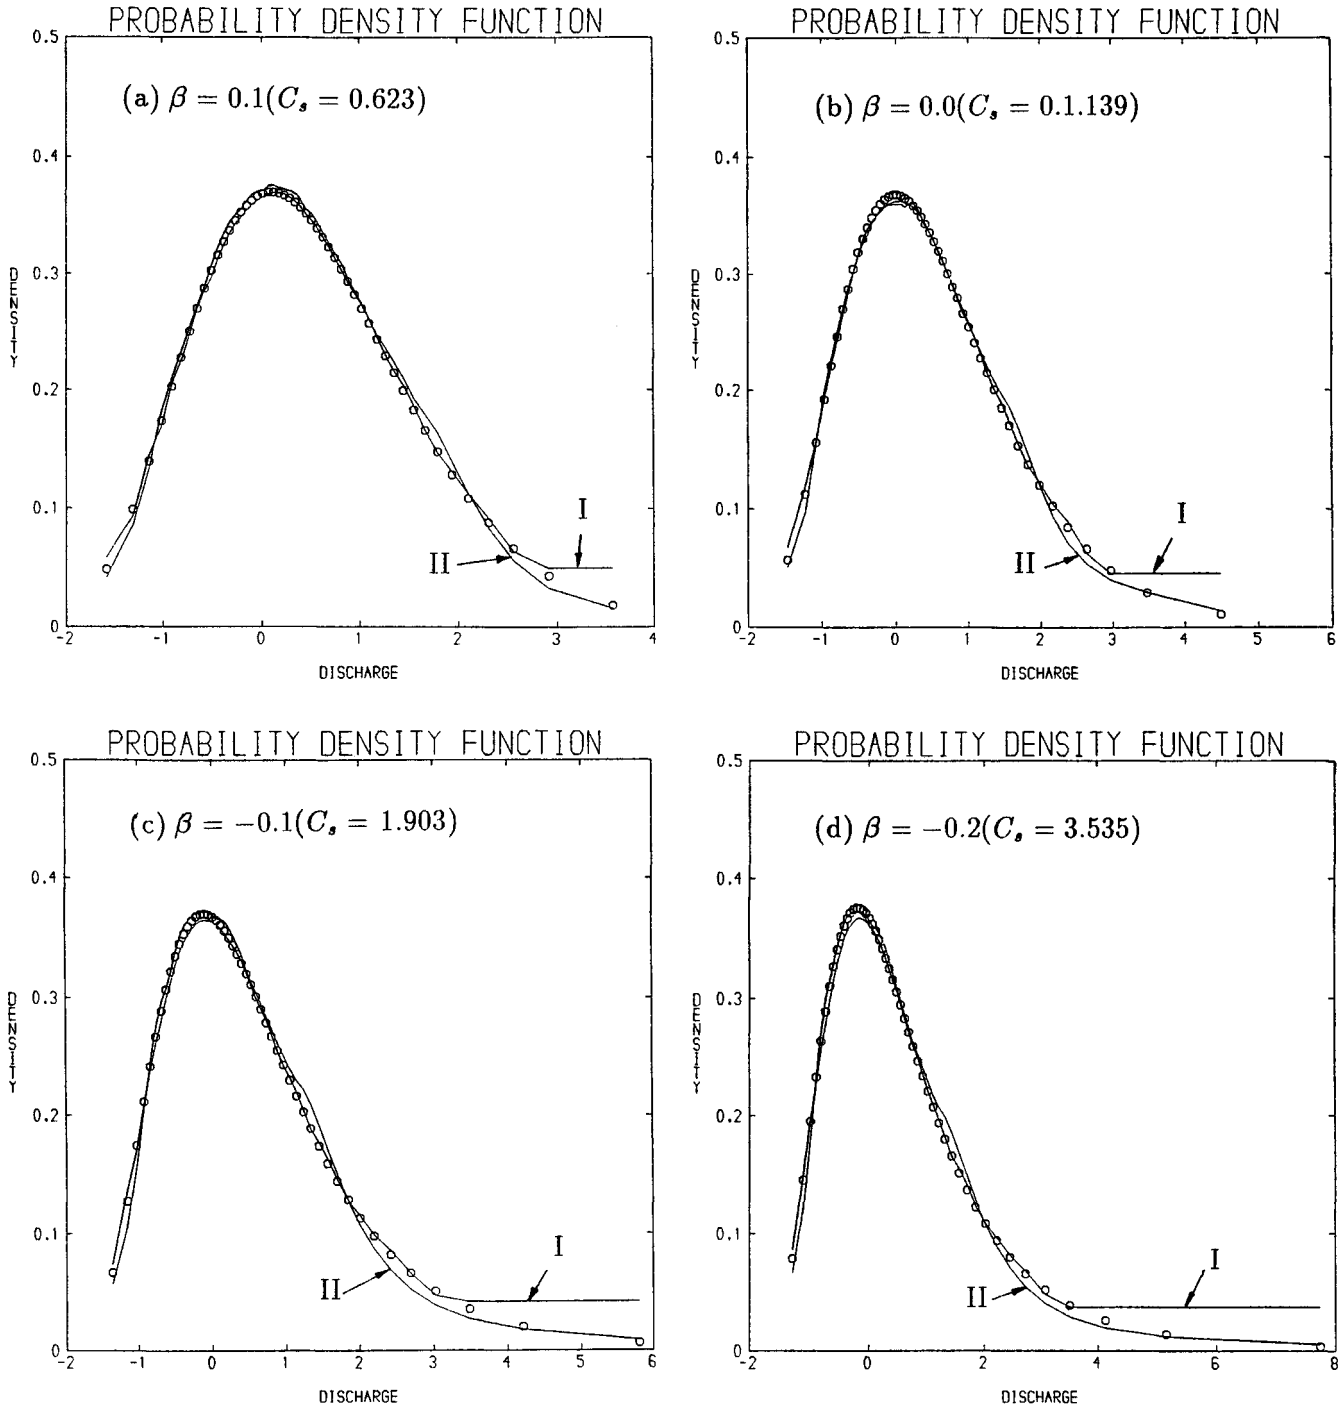 PROBABILITY DENSITY FUNCTION
0.5
0.4
0.3
0.2
0.1
0
DENSITY
(a) β = 0.1(Cₛ = 0.623)
I
II
-2 -1 0 1 2 3 4
DISCHARGE
PROBABILITY DENSITY FUNCTION
0.5
0.4
0.3
0.2
0.1
0
DENSITY
(b) β = 0.0(Cₛ = 0.1.139)
I
II
-2 -1 0 1 2 3 4 5 6
DISCHARGE
PROBABILITY DENSITY FUNCTION
0.5
0.4
0.3
0.2
0.1
0
DENSITY
(c) β = −0.1(Cₛ = 1.903)
I
II
-2 -1 0 1 2 3 4 5 6
DISCHARGE
PROBABILITY DENSITY FUNCTION
0.5
0.4
0.3
0.2
0.1
0
DENSITY
(d) β = −0.2(Cₛ = 3.535)
I
II
-2 0 2 4 6 8
DISCHARGE